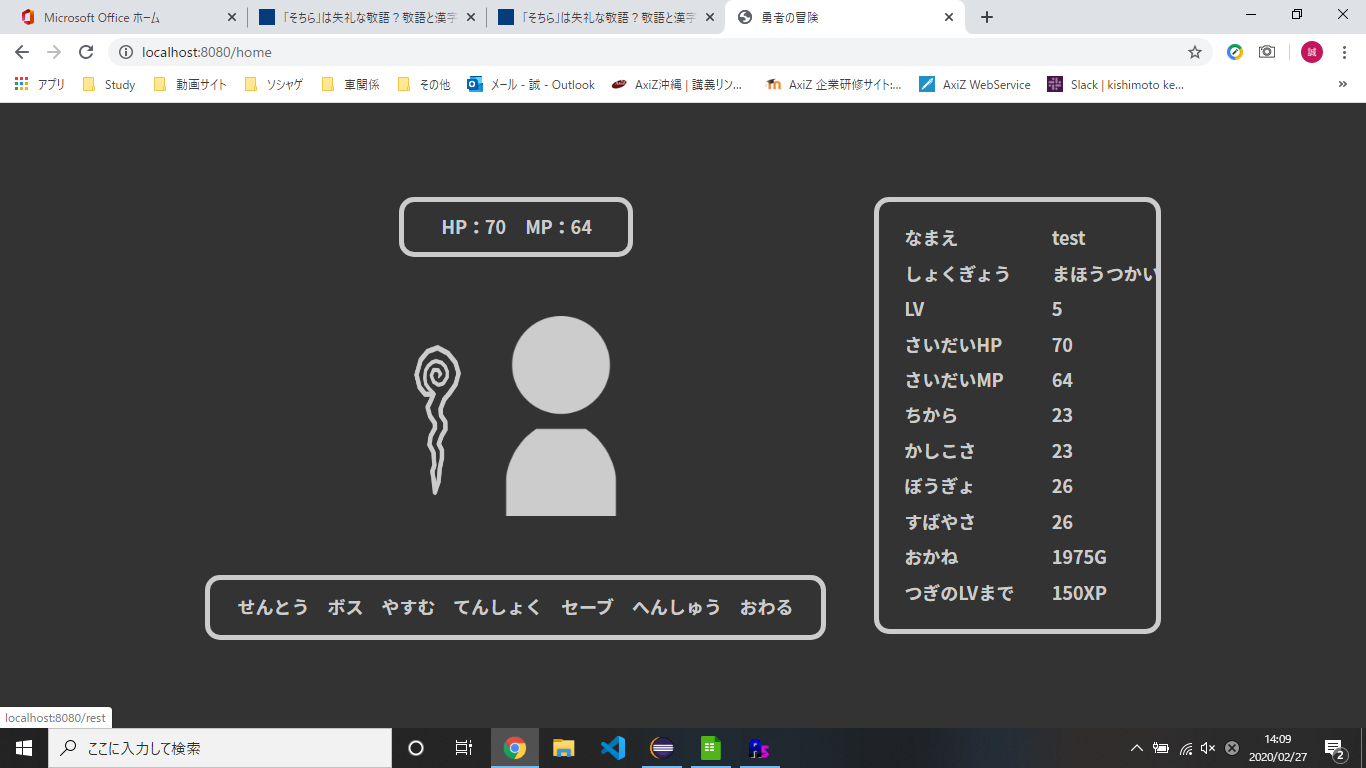 Microsoft Office ホーム
「そちら」は失礼な敬語？敬語と漢字
「そちら」は失礼な敬語？敬語と漢字
勇者の冒険
localhost:8080/home
誠
アプリ Study 動画サイト ソシャゲ 車関係 その他 メール - 誠 - Outlook AxiZ沖縄 | 講義リン... AxiZ 企業研修サイト:... AxiZ WebService Slack | kishimoto ke... »
HP：70 MP：64
なまえ test
しょくぎょう まほうつかい
LV 5
さいだいHP 70
さいだいMP 64
ちから 23
かしこさ 23
ぼうぎょ 26
すばやさ 26
おかね 1975G
つぎのLVまで 150XP
せんとう ボス やすむ てんしょく セーブ へんしゅう おわる
localhost:8080/rest
ここに入力して検索
14:09
2020/02/27
2